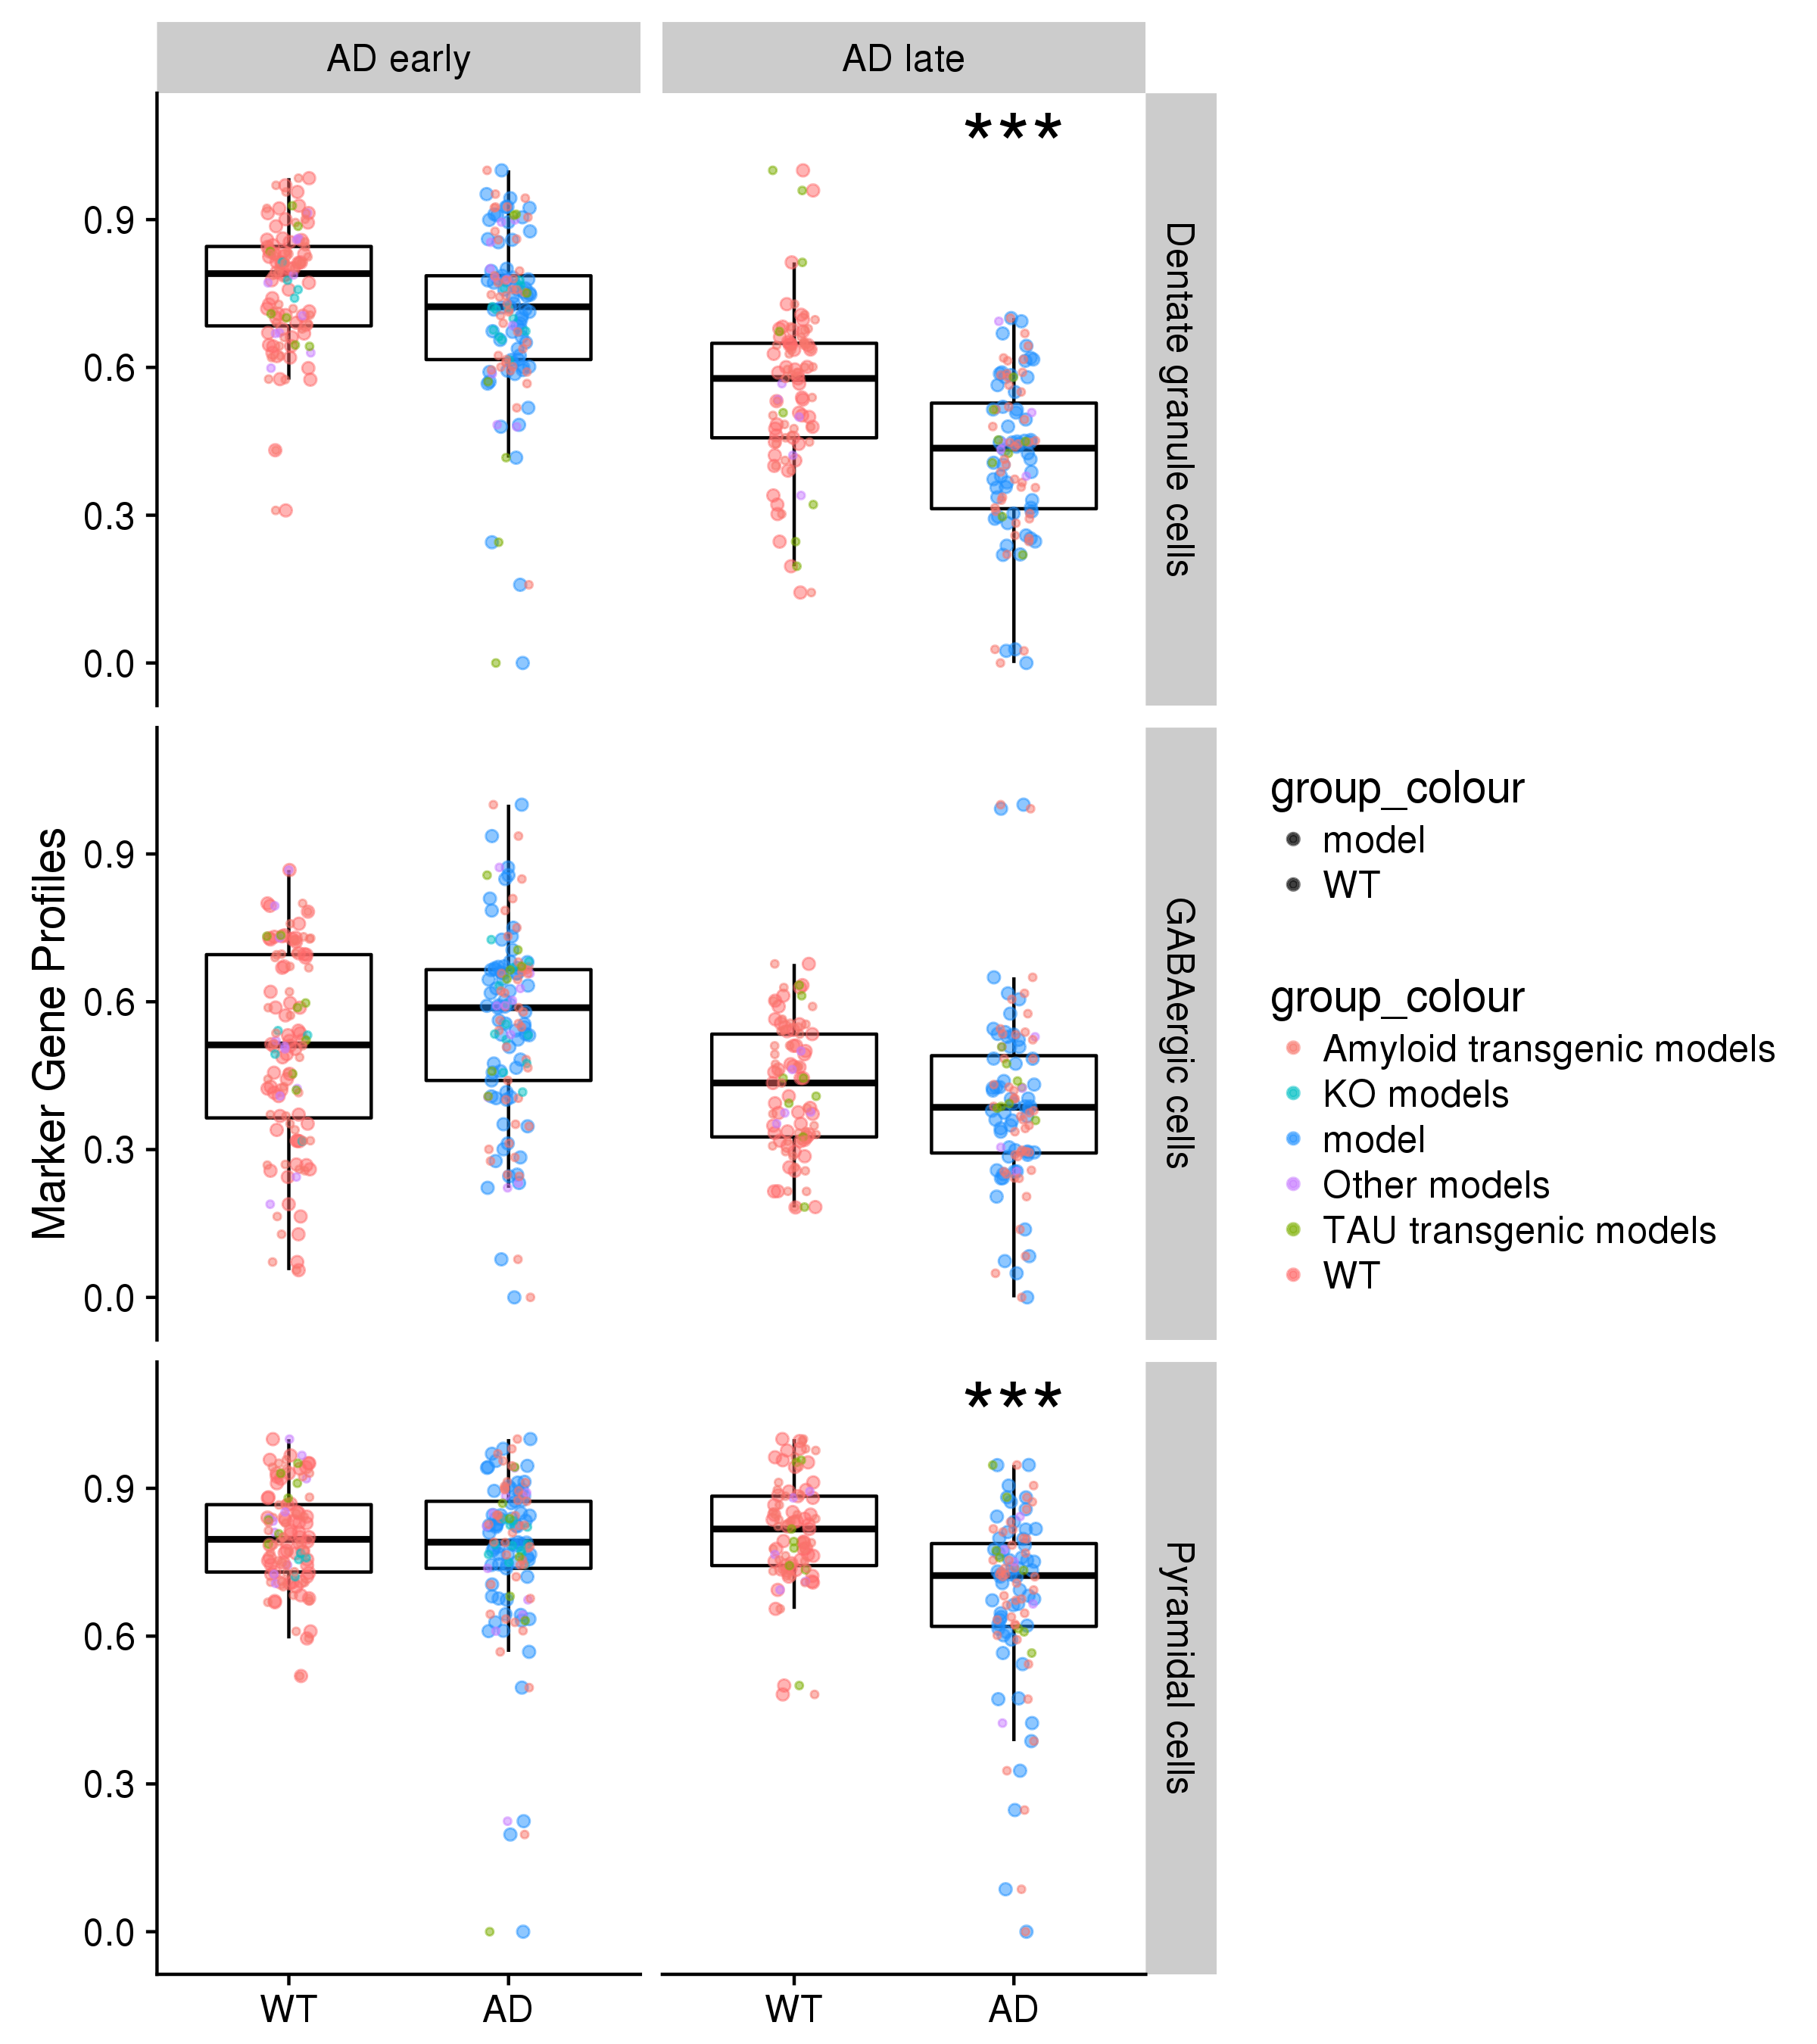 AD early
AD late
***
0.9
0.6
0.3
0.0
Dentate granule cells
0.9
0.6
0.3
0.0
GABAergic cells
Marker Gene Profiles
***
0.9
0.6
0.3
0.0
Pyramidal cells
WT
AD
WT
AD
group_colour
model
WT
group_colour
Amyloid transgenic models
KO models
model
Other models
TAU transgenic models
WT